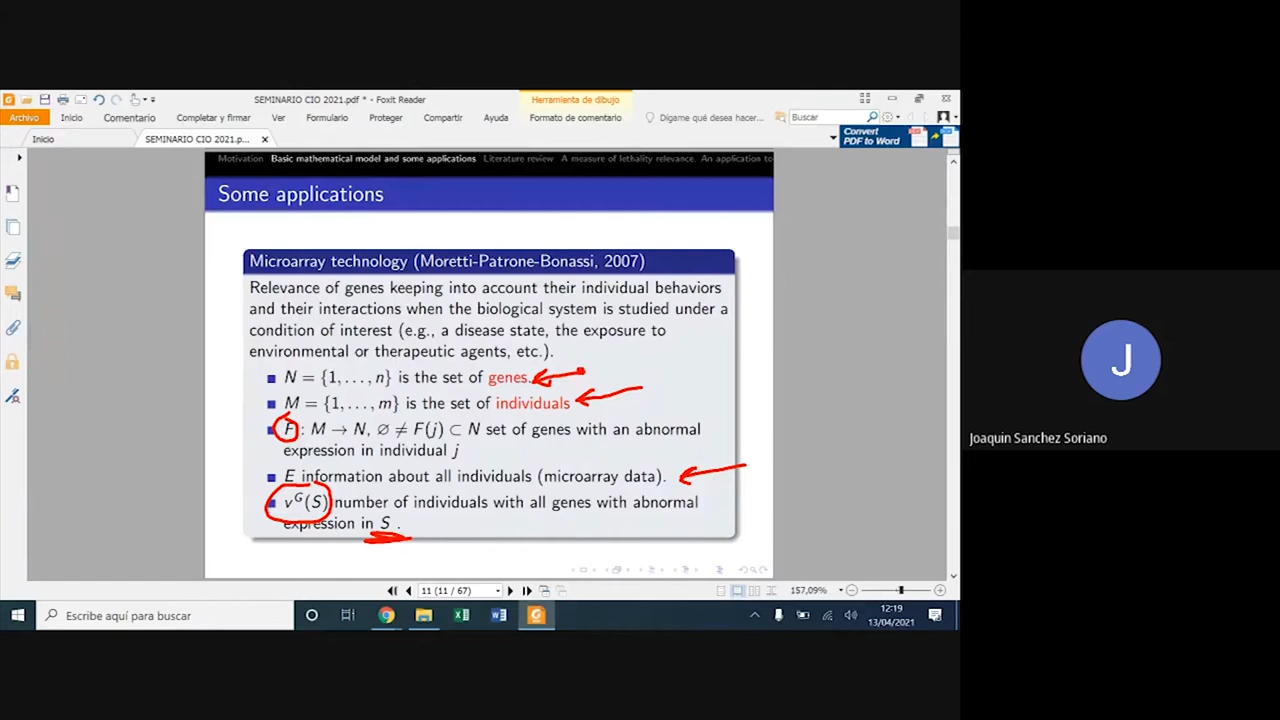 SEMINARIO CIO 2021.pdf * - Foxit Reader
Herramienta de dibujo
Archivo Inicio Comentario Completar y firmar Ver Formulario Proteger Compartir Ayuda Formato de comentario Dígame qué desea hacer... Buscar
Inicio SEMINARIO CIO 2021.pd... Convert
PDF to Word
Motivation Basic mathematical model and some applications Literature review A measure of lethality relevance. An application to
Some applications
Microarray technology (Moretti-Patrone-Bonassi, 2007)
Relevance of genes keeping into account their individual behaviors
and their interactions when the biological system is studied under a
condition of interest (e.g., a disease state, the exposure to
environmental or therapeutic agents, etc.).
N = {1, . . . , n} is the set of genes.
M = {1, . . . , m} is the set of individuals
F : M → N, ∅ ≠ F(j) ⊂ N set of genes with an abnormal
expression in individual j
E information about all individuals (microarray data).
v^G(S) number of individuals with all genes with abnormal
expression in S .
J
Joaquin Sanchez Soriano
11 (11 / 67) 157,09%
Escribe aquí para buscar
12:19
13/04/2021